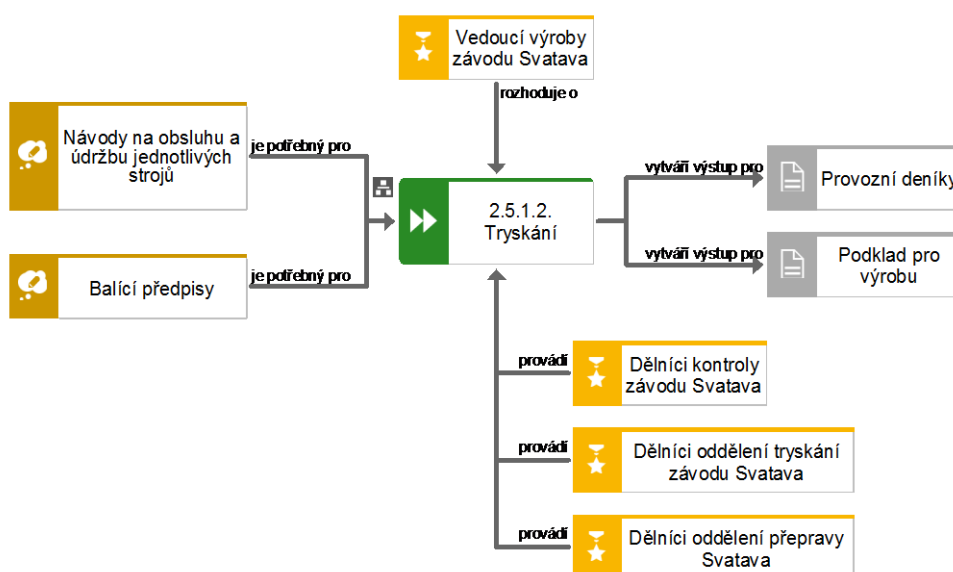 Vedoucí výroby
závodu Svatava
rozhoduje o
Návody na obsluhu a
údržbu jednotlivých
strojů
je potřebný pro
Balící předpisy
je potřebný pro
2.5.1.2.
Tryskání
vytváří výstup pro
Provozní deníky
vytváří výstup pro
Podklad pro
výrobu
provádí
Dělníci kontroly
závodu Svatava
provádí
Dělníci oddělení tryskání
závodu Svatava
provádí
Dělníci oddělení přepravy
Svatava